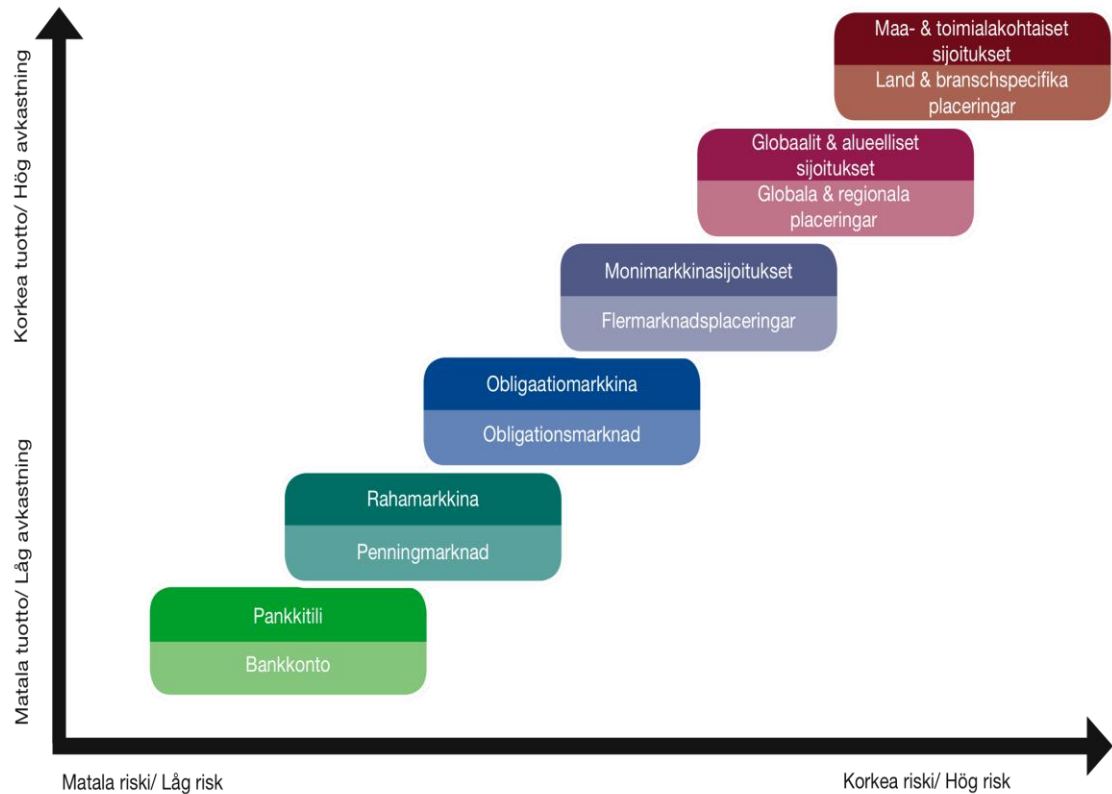 Maa- & toimialakohtaiset
sijoitukset
Land & branschspecifika
placeringar
Globaalit & alueelliset
sijoitukset
Globala & regionala
placeringar
Monimarkkinasijoitukset
Flermarknadsplaceringar
Obligaatiomarkkina
Obligationsmarknad
Rahamarkkina
Penningmarknad
Pankkitili
Bankkonto
Korkea tuotto/ Hög avkastning
Matala tuotto/ Låg avkastning
Matala riski/ Låg risk
Korkea riski/ Hög risk